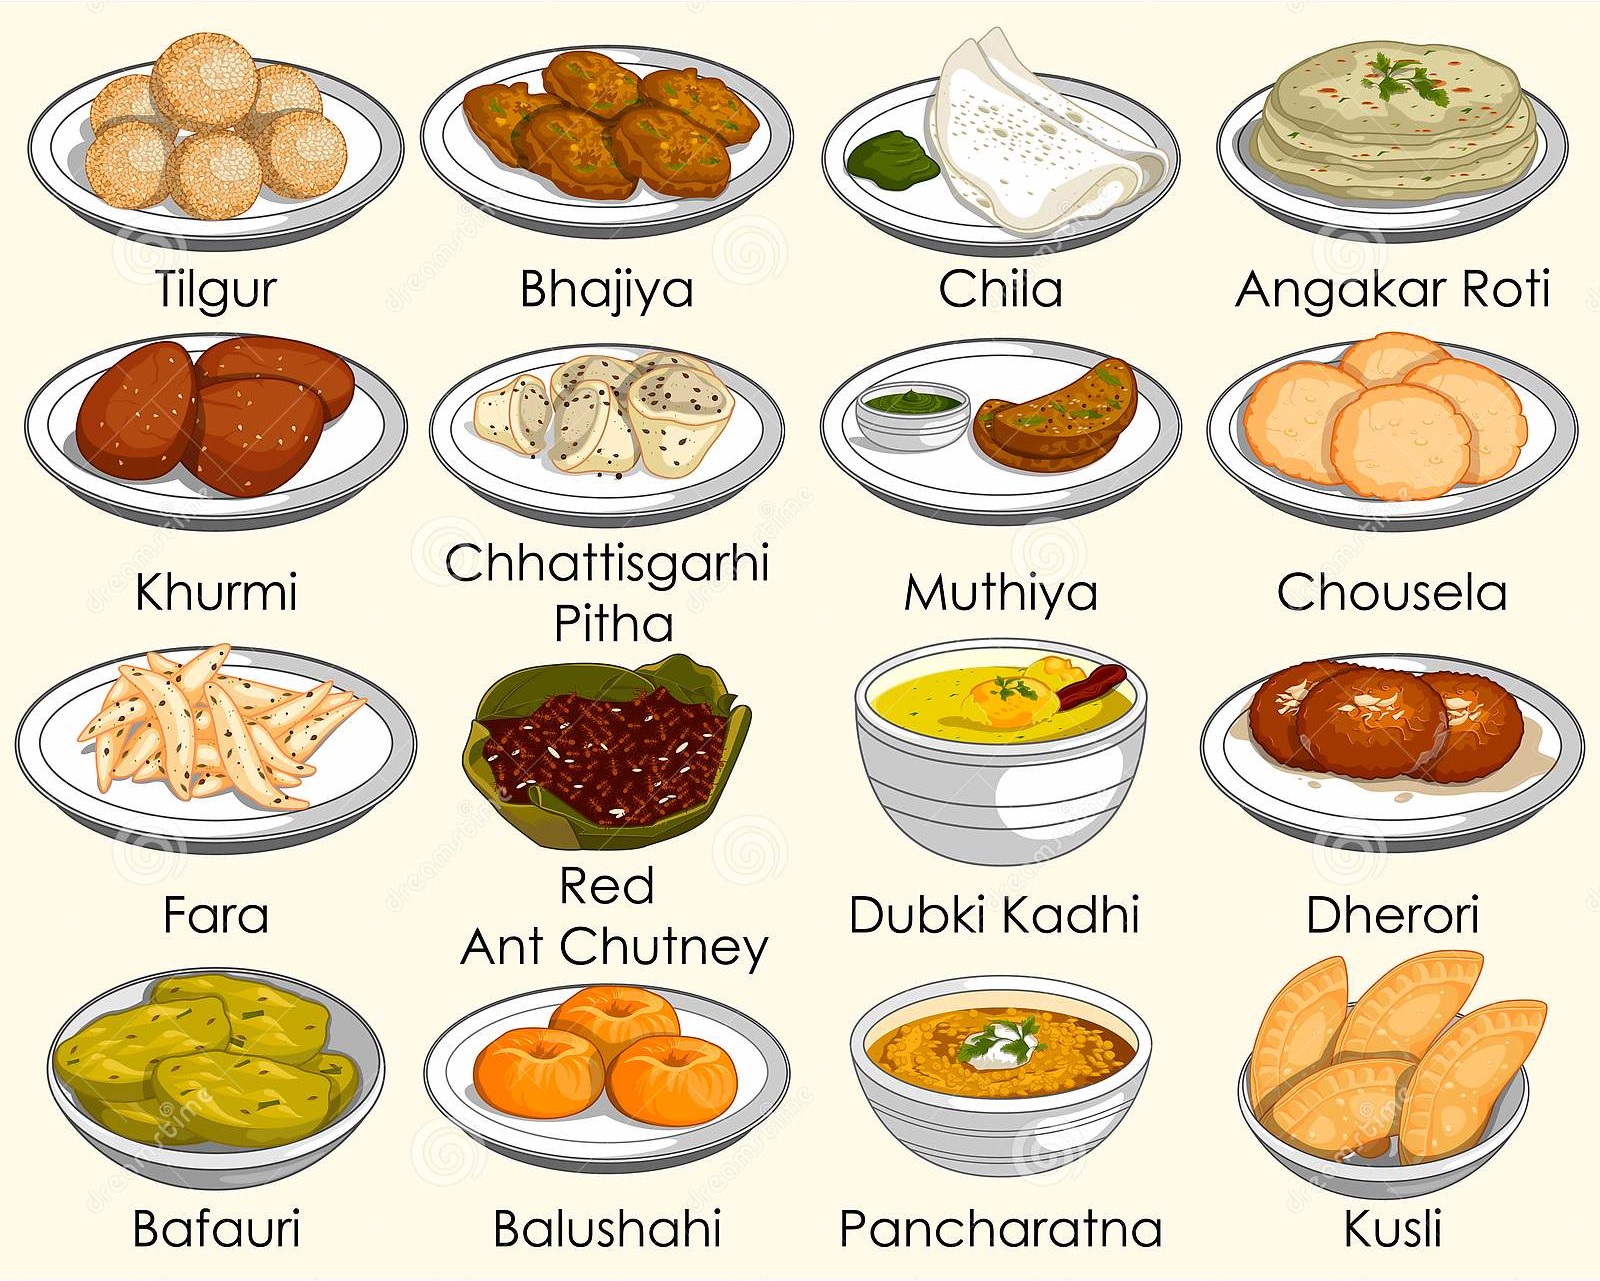 Tilgur
Bhajiya
Chila
Angakar Roti
Khurmi
Chhattisgarhi
Pitha
Muthiya
Chousela
Fara
Red
Ant Chutney
Dubki Kadhi
Dherori
Bafauri
Balushahi
Pancharatna
Kusli
dreamstime